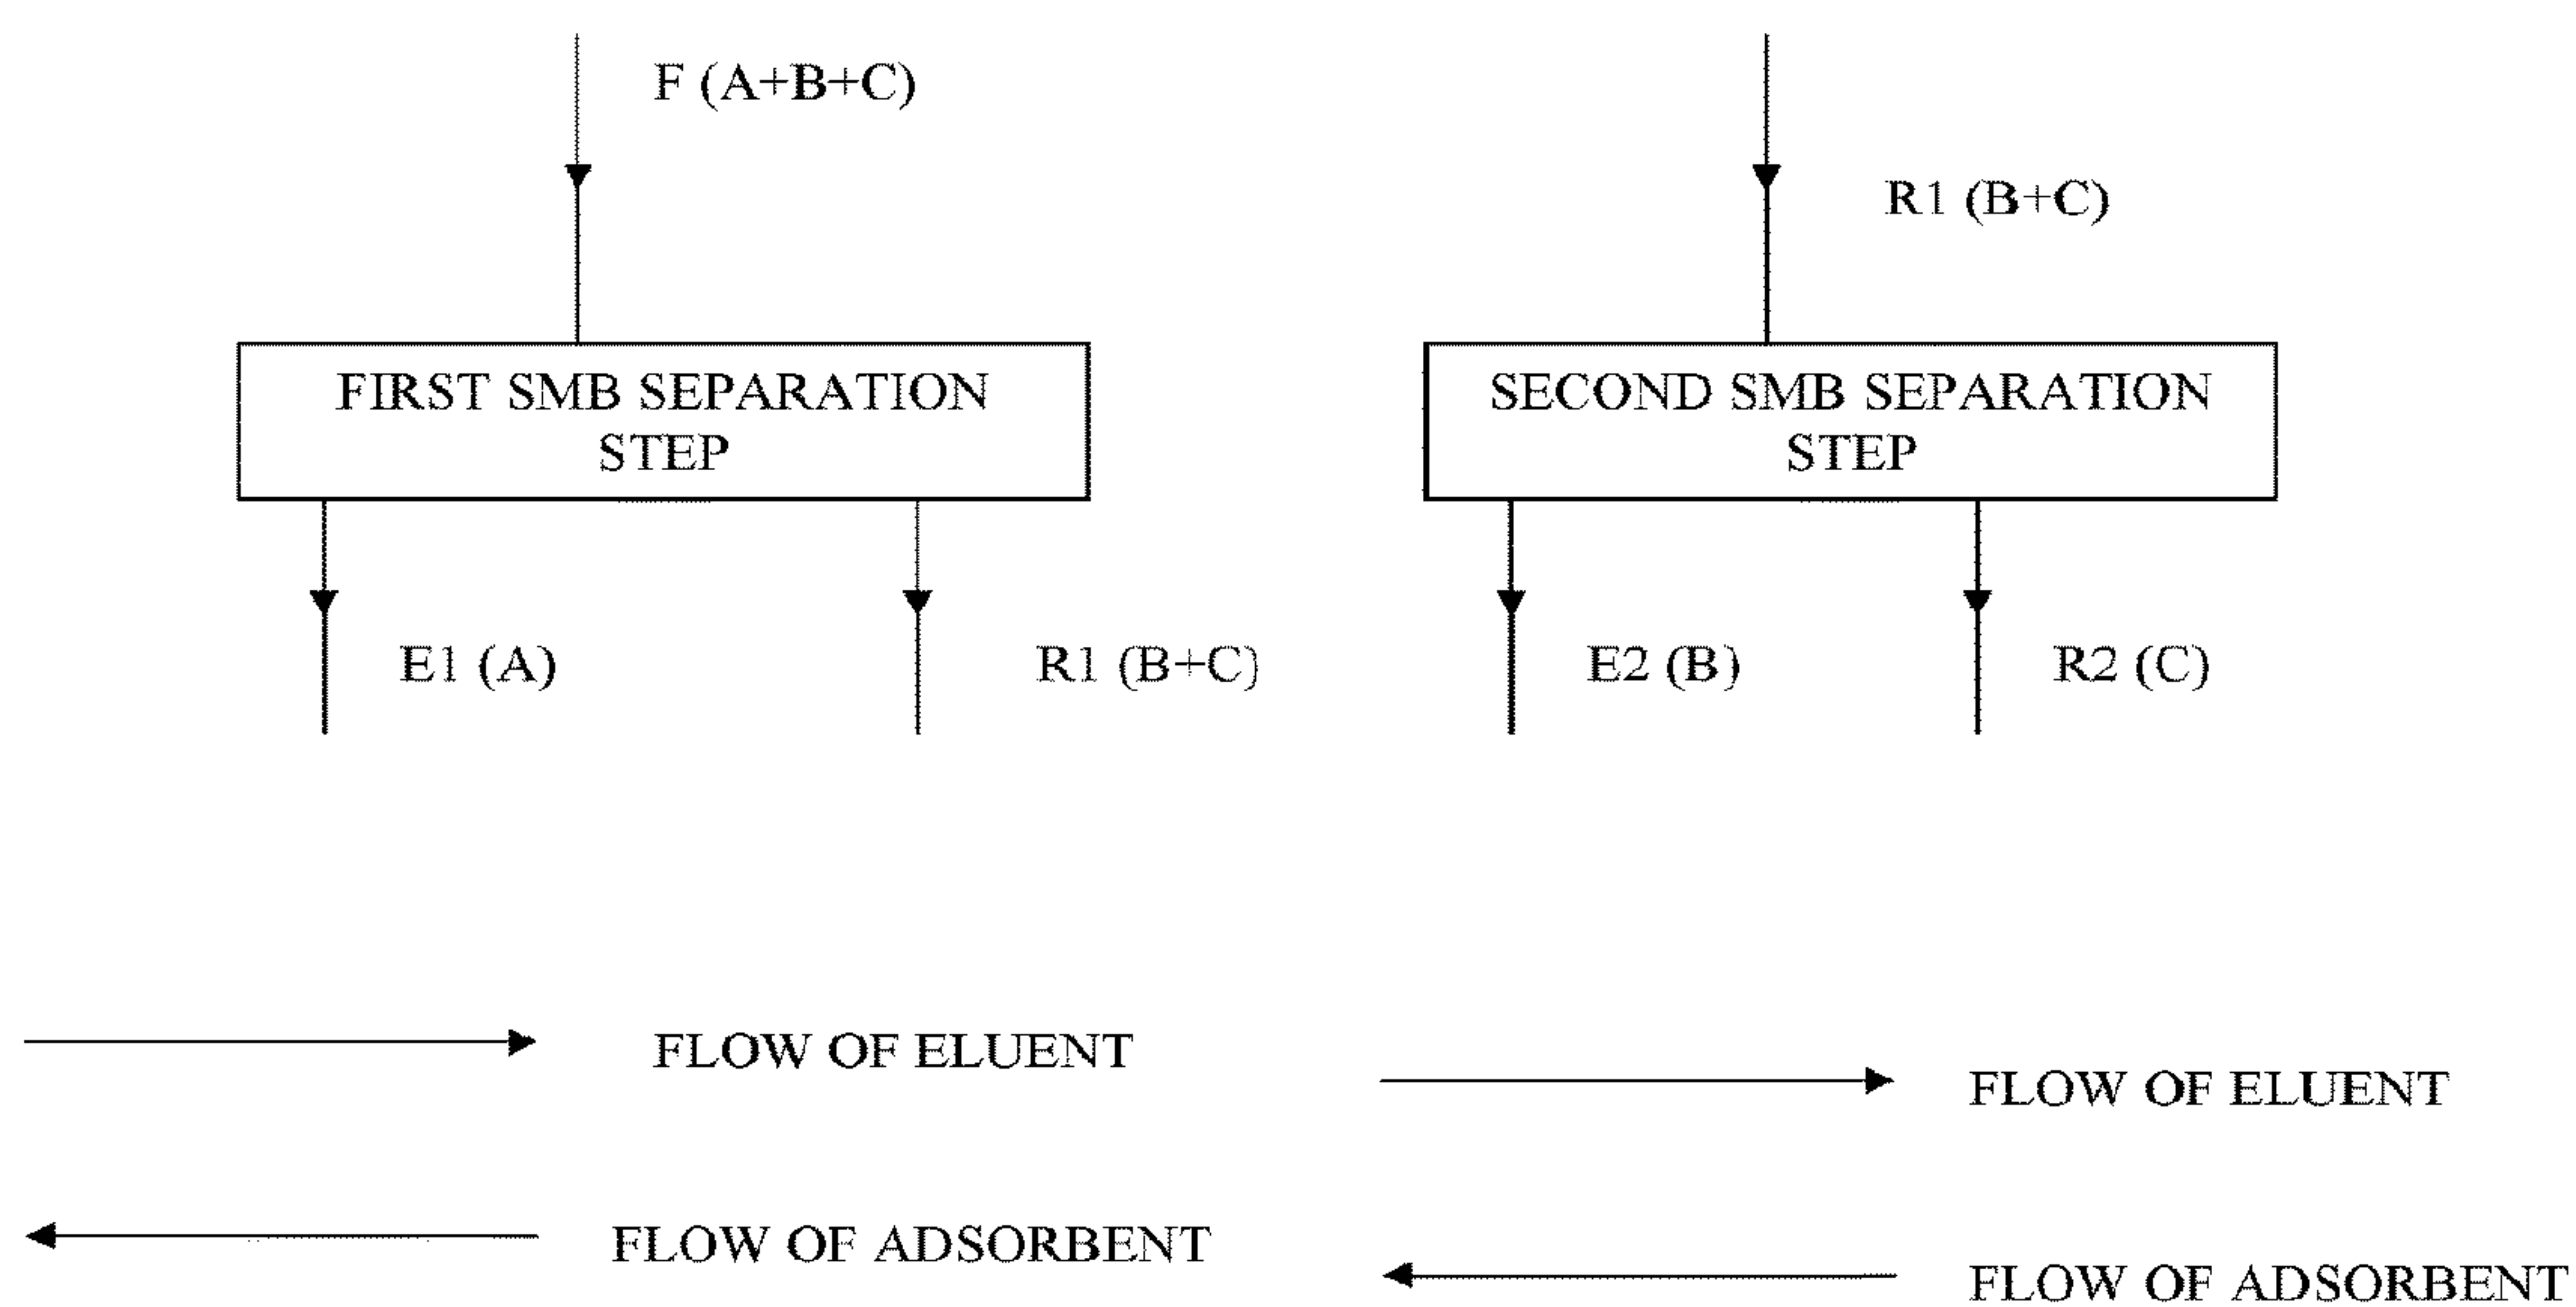 F (A+B+C)
FIRST SMB SEPARATION
STEP
E1 (A)
R1 (B+C)
R1 (B+C)
SECOND SMB SEPARATION
STEP
E2 (B)
R2 (C)
FLOW OF ELUENT
FLOW OF ADSORBENT
FLOW OF ELUENT
FLOW OF ADSORBENT